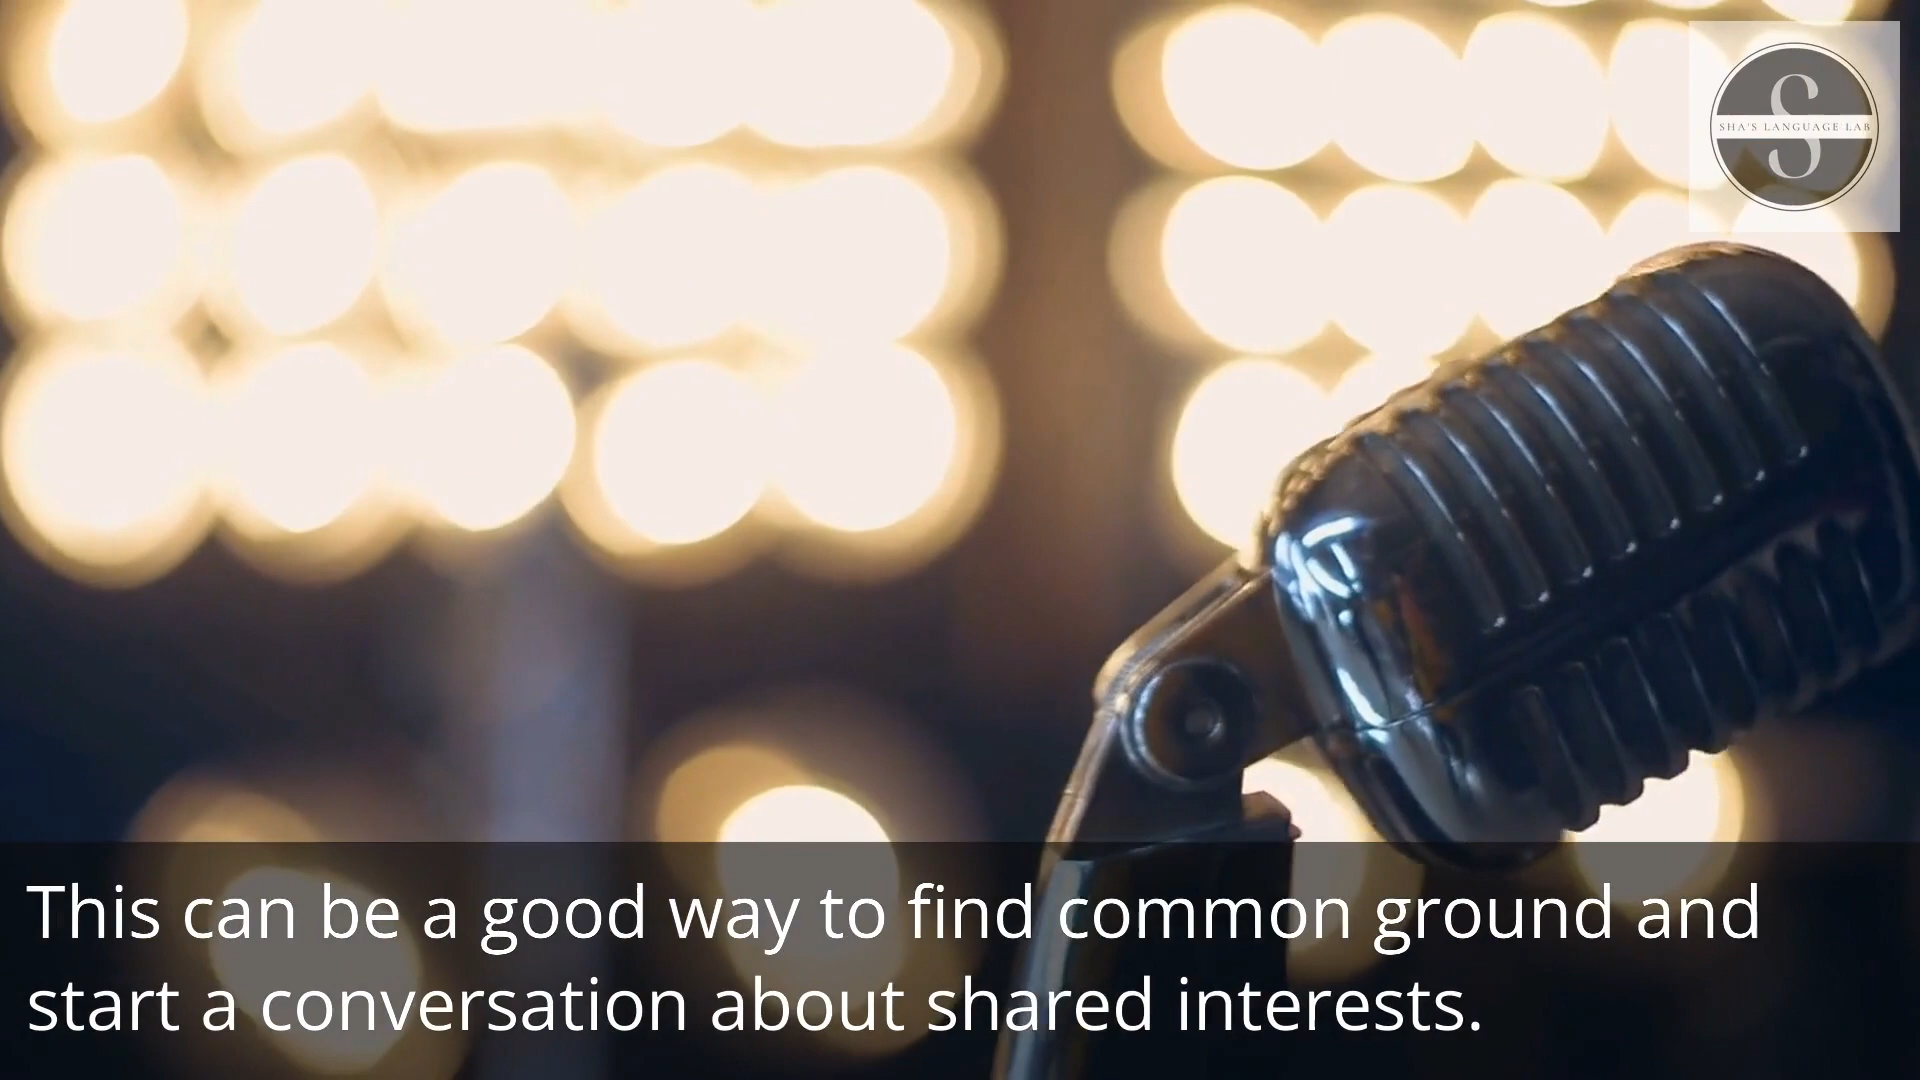 S
SHA'S LANGUAGE LAB
This can be a good way to find common ground and
start a conversation about shared interests.